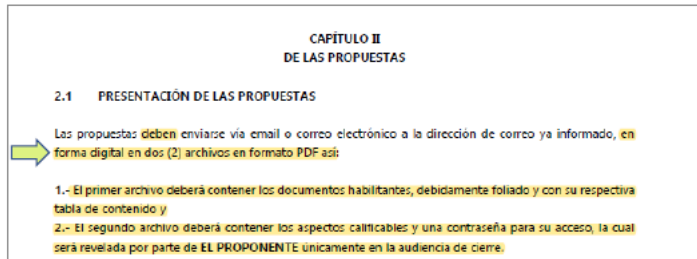 CAPÍTULO II
DE LAS PROPUESTAS
2.1 PRESENTACIÓN DE LAS PROPUESTAS
Las propuestas deben enviarse vía email o correo electrónico a la dirección de correo ya informado, en
forma digital en dos (2) archivos en formato PDF así:
1.- El primer archivo deberá contener los documentos habilitantes, debidamente foliado y con su respectiva
tabla de contenido y
2.- El segundo archivo deberá contener los aspectos calificables y una contraseña para su acceso, la cual
será revelada por parte de EL PROPONENTE únicamente en la audiencia de cierre.